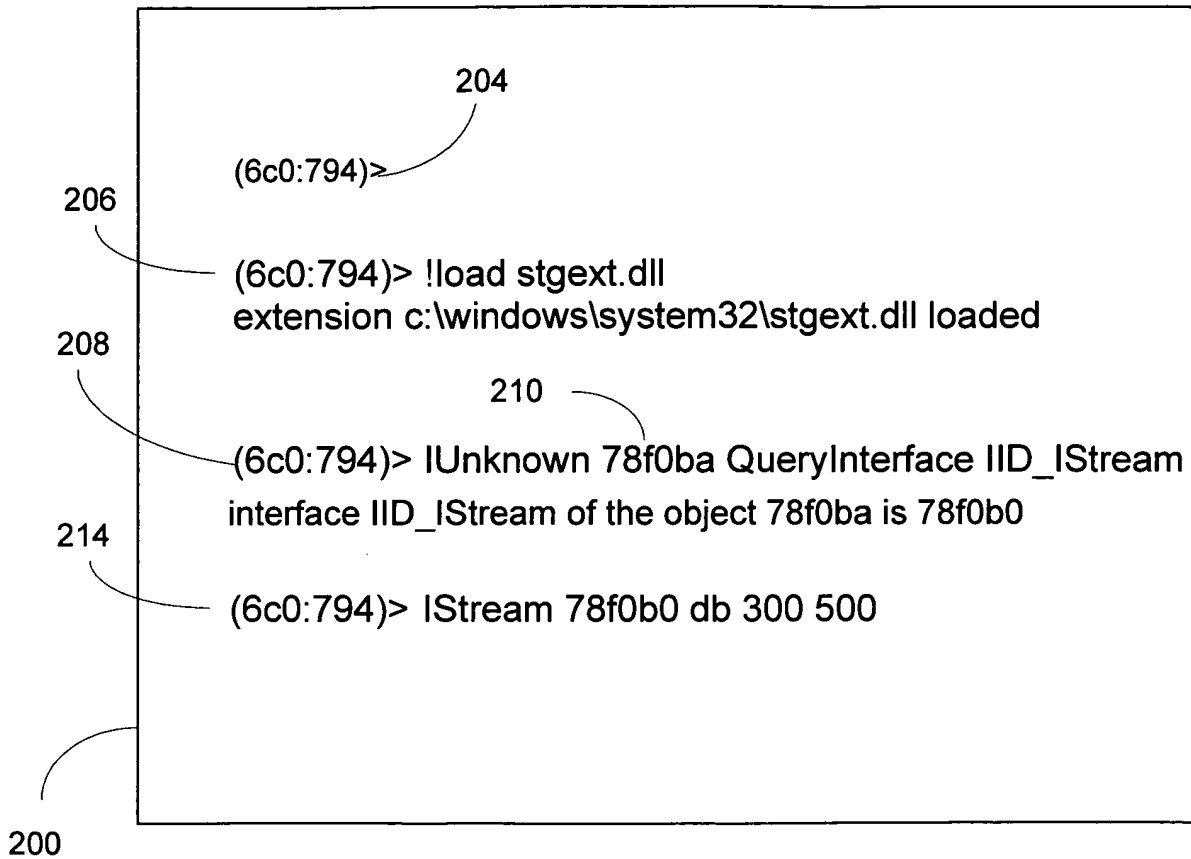 204
(6c0:794)>
206
(6c0:794)> !load stgext.dll
extension c:\windows\system32\stgext.dll loaded
208
210
(6c0:794)> IUnknown 78f0ba QueryInterface IID_IStream
interface IID_IStream of the object 78f0ba is 78f0b0
214
(6c0:794)> IStream 78f0b0 db 300 500
200